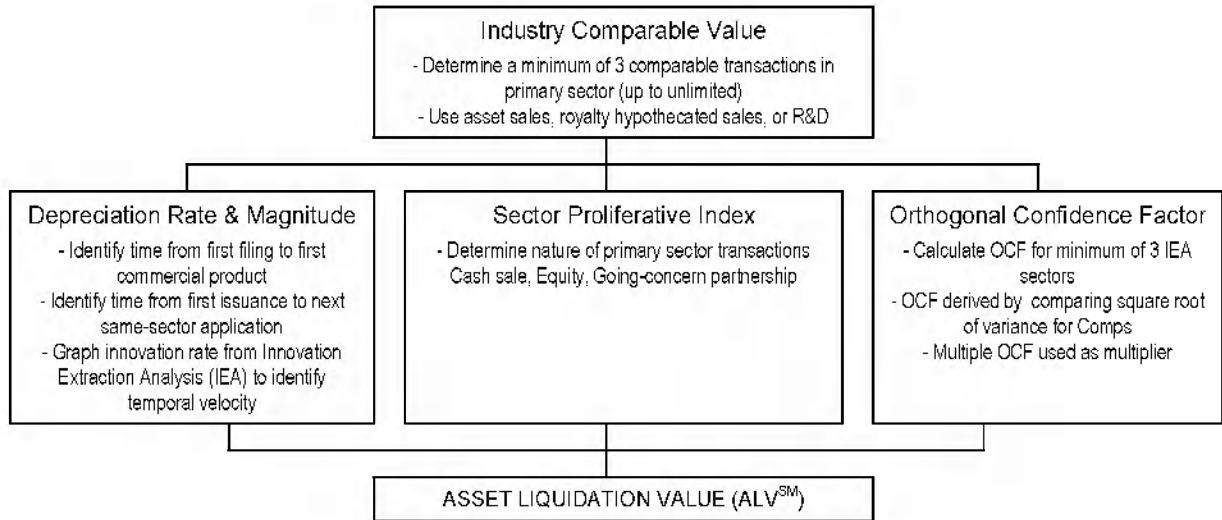 Industry Comparable Value
- Determine a minimum of 3 comparable transactions in
primary sector (up to unlimited)
- Use asset sales, royalty hypothecated sales, or R&D
Depreciation Rate & Magnitude
- Identify time from first filing to first
commercial product
- Identify time from first issuance to next
same-sector application
- Graph innovation rate from Innovation
Extraction Analysis (IEA) to identify
temporal velocity
Sector Proliferative Index
- Determine nature of primary sector transactions
Cash sale, Equity, Going-concern partnership
Orthogonal Confidence Factor
- Calculate OCF for minimum of 3 IEA
sectors
- OCF derived by comparing square root
of variance for Comps
- Multiple OCF used as multiplier
ASSET LIQUIDATION VALUE (ALV℠)